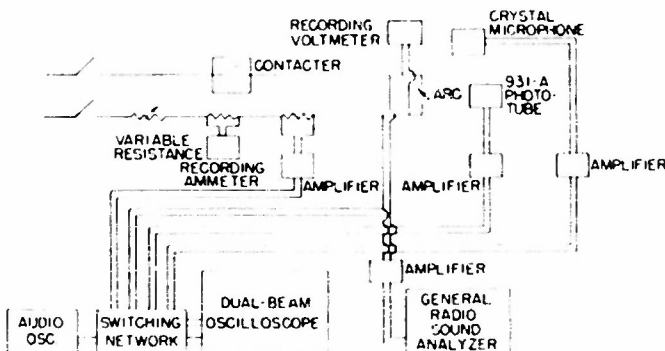 RECORDING
VOLTMETER
CRYSTAL
MICROPHONE
CONTACTER
931-A
PHOTO-
TUBE
ARC
VARIABLE
RESISTANCE
RECORDING
AMMETER
AMPLIFIER
AMPLIFIER
AMPLIFIER
AMPLIFIER
AUDIO
OSC
SWITCHING
NETWORK
DUAL-BEAM
OSCILLOSCOPE
GENERAL
RADIO
SOUND
ANALYZER